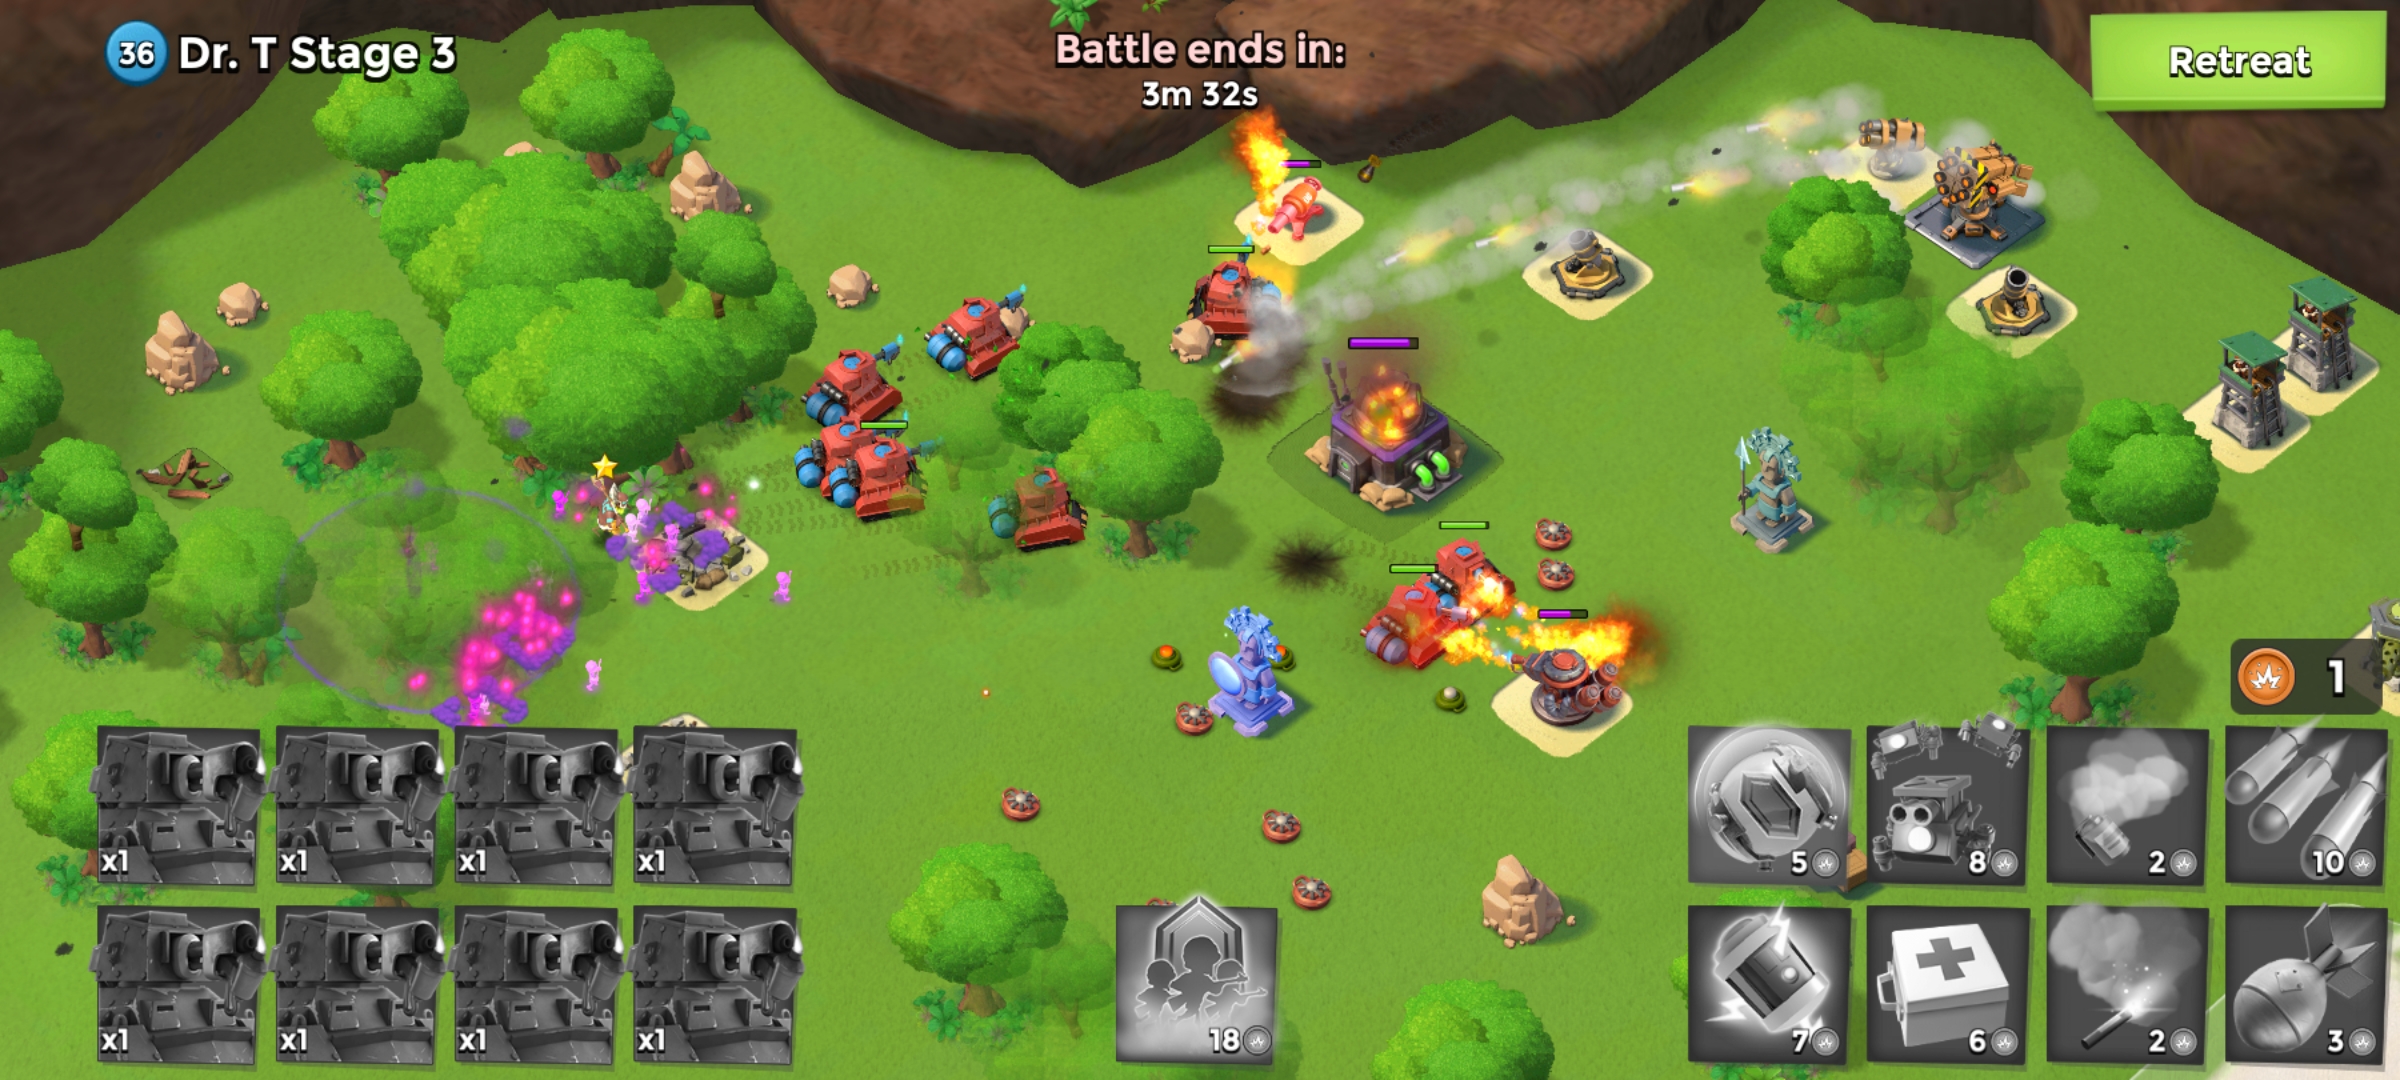 36 Dr. T Stage 3
Battle ends in:
3m 32s
Retreat
1
x1 x1 x1 x1
5 8 2 10
x1 x1 x1 x1
18
7 6 2 3